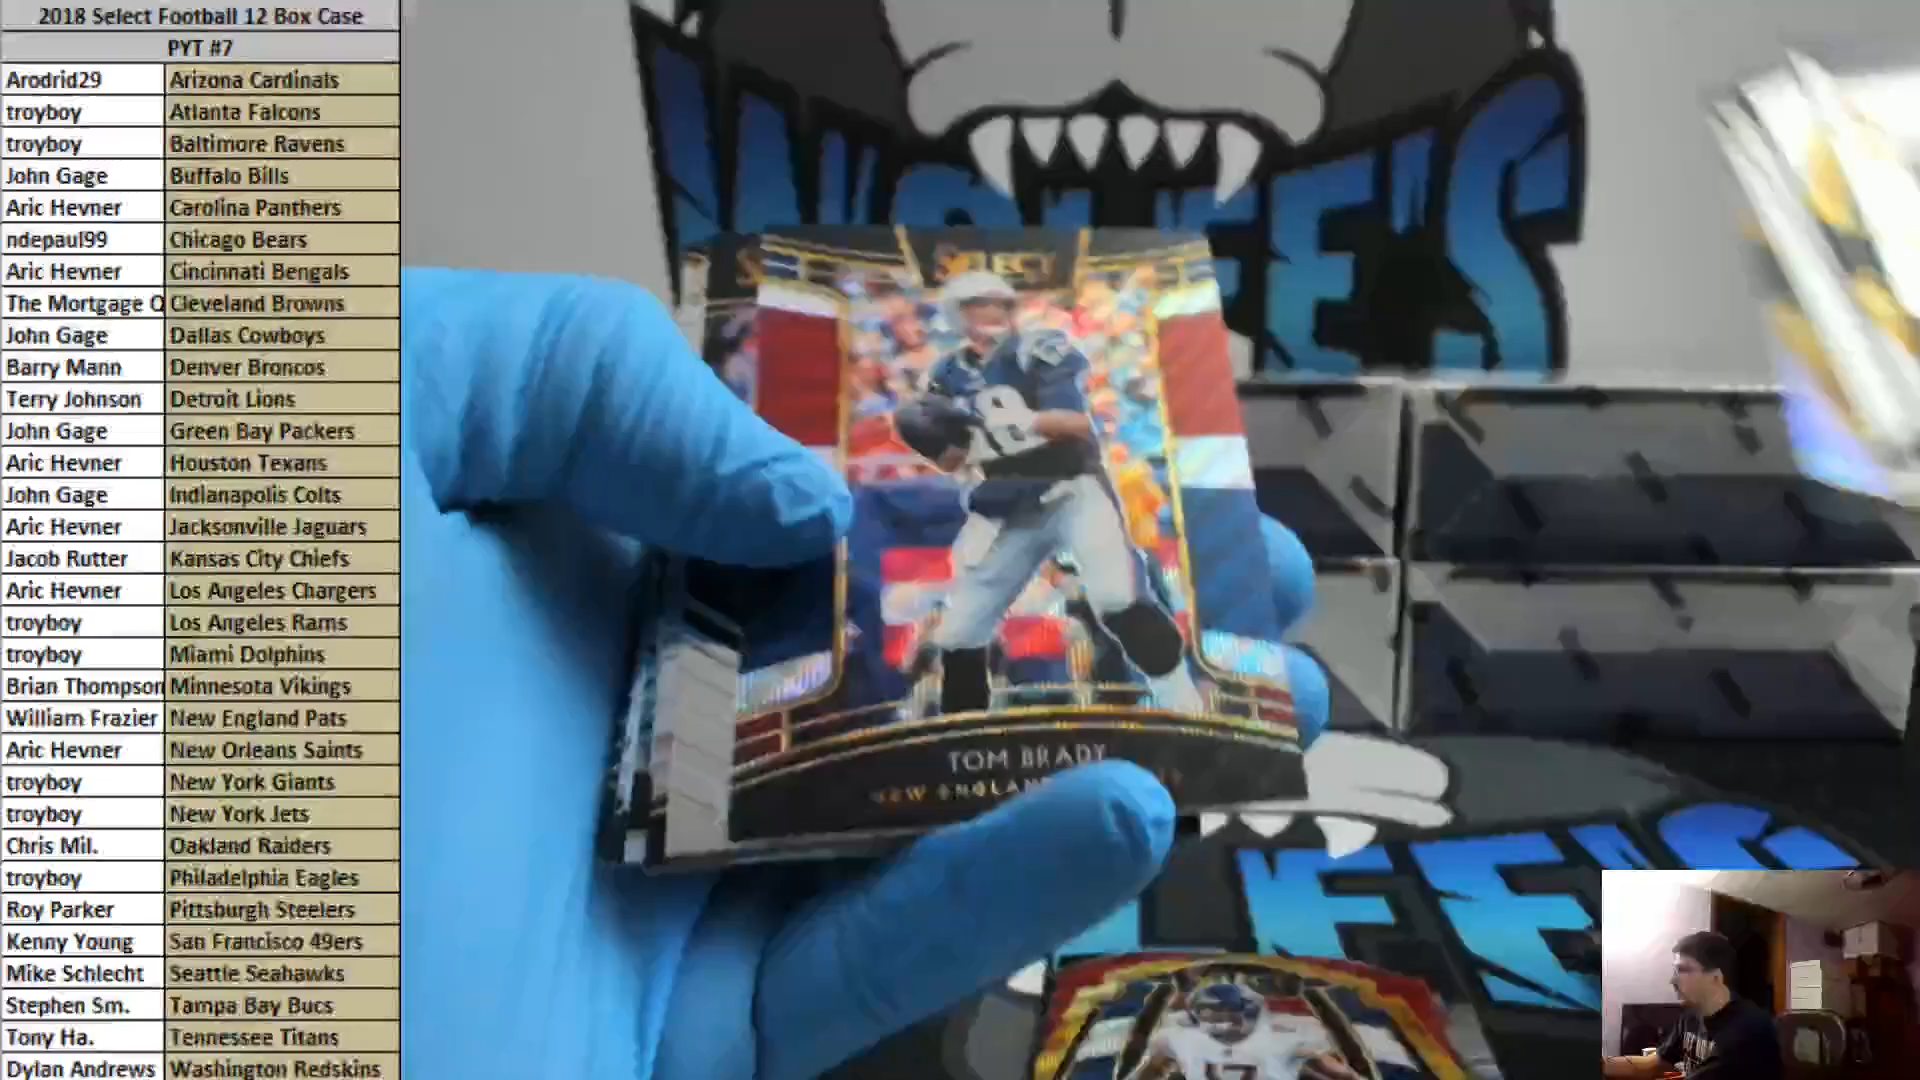 2018 Select Football 12 Box Case
PYT #7
Arodrid29 Arizona Cardinals
troyboy Atlanta Falcons
troyboy Baltimore Ravens
John Gage Buffalo Bills
Aric Hevner Carolina Panthers
ndepaul99 Chicago Bears
Aric Hevner Cincinnati Bengals
The Mortgage Cleveland Browns
John Gage Dallas Cowboys
Barry Mann Denver Broncos
Terry Johnson Detroit Lions
John Gage Green Bay Packers
Aric Hevner Houston Texans
John Gage Indianapolis Colts
Aric Hevner Jacksonville Jaguars
Jacob Rutter Kansas City Chiefs
Aric Hevner Los Angeles Chargers
troyboy Los Angeles Rams
troyboy Miami Dolphins
Brian Thompson Minnesota Vikings
William Frazier New England Pats
Aric Hevner New Orleans Saints
troyboy New York Giants
troyboy New York Jets
Chris Mil. Oakland Raiders
troyboy Philadelphia Eagles
Roy Parker Pittsburgh Steelers
Kenny Young San Francisco 49ers
Mike Schlecht Seattle Seahawks
Stephen Sm. Tampa Bay Bucs
Tony Ha. Tennessee Titans
Dylan Andrews Washington Redskins
SELECT
TOM BRADY
NEW
17